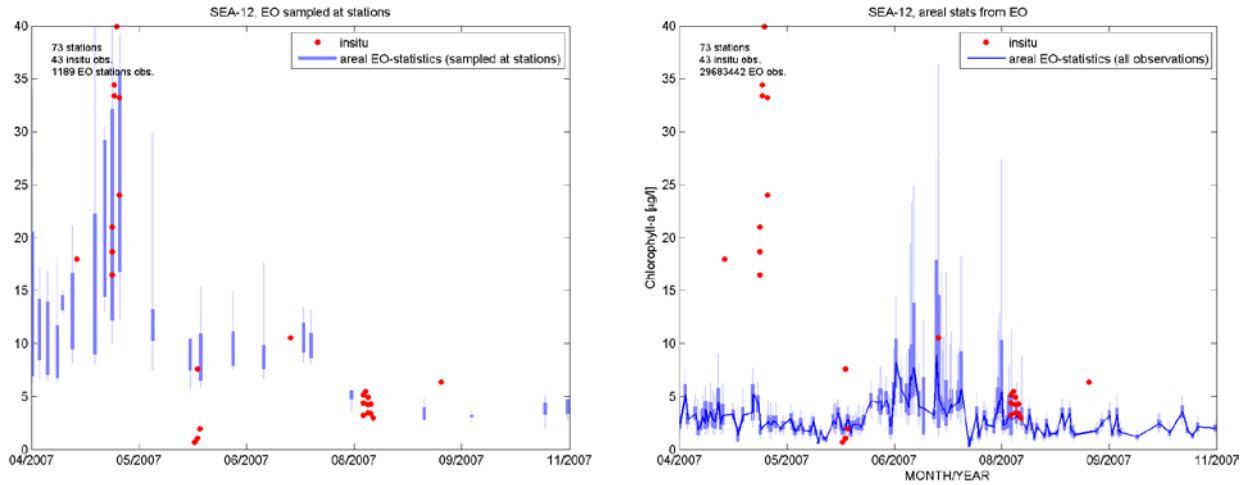 SEA-12, EO sampled at stations
40
35
30
25
20
15
10
5
0
73 stations
43 insitu obs.
1189 EO stations obs.
insitu
areal EO-statistics (sampled at stations)
04/2007 05/2007 06/2007 08/2007 09/2007 11/2007
SEA-12, areal stats from EO
Chlorophyll-a [µg/l]
40
35
30
25
20
15
10
5
0
73 stations
43 insitu obs.
29683442 EO obs.
insitu
areal EO-statistics (all observations)
04/2007 05/2007 06/2007 08/2007 09/2007 11/2007
MONTH/YEAR